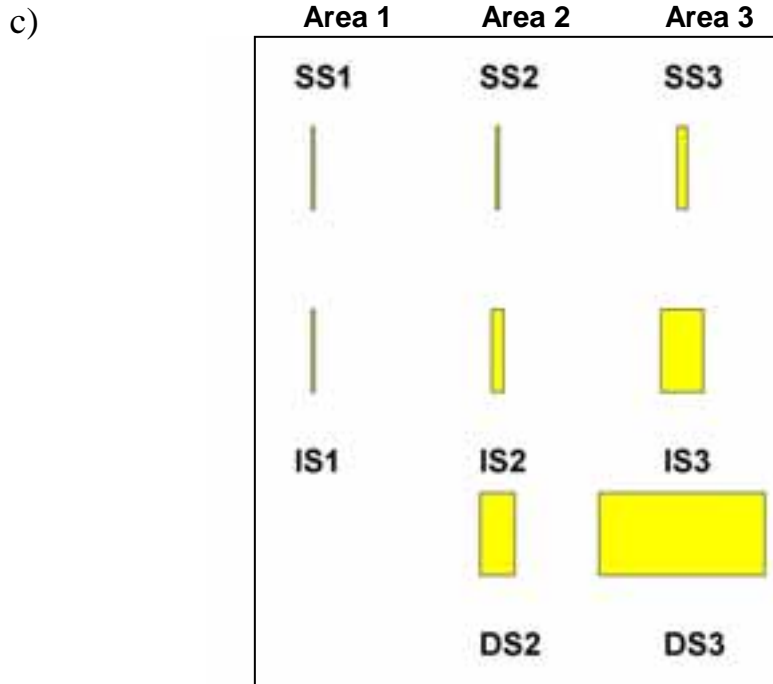 c)
Area 1 Area 2 Area 3
SS1 SS2 SS3
IS1 IS2 IS3
DS2 DS3